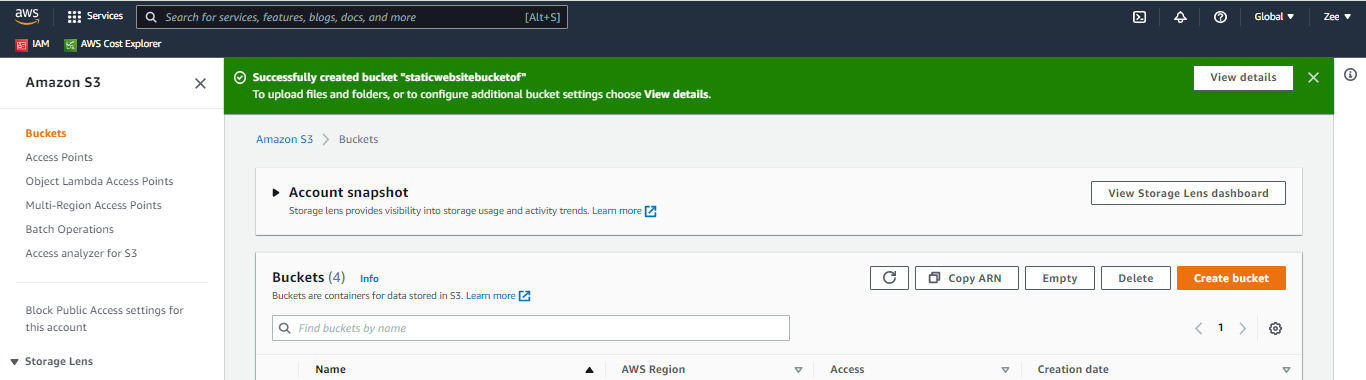 aws Services Search for services, features, blogs, docs, and more [Alt+S] Global Zee
IAM AWS Cost Explorer
Amazon S3
Buckets
Access Points
Object Lambda Access Points
Multi-Region Access Points
Batch Operations
Access analyzer for S3
Block Public Access settings for
this account
Storage Lens
Successfully created bucket "staticwebsitebucketof"
To upload files and folders, or to configure additional bucket settings choose View details.
View details
Amazon S3 Buckets
Account snapshot
Storage lens provides visibility into storage usage and activity trends. Learn more
View Storage Lens dashboard
Buckets (4) Info
Buckets are containers for data stored in S3. Learn more
Copy ARN Empty Delete Create bucket
Find buckets by name
1
Name AWS Region Access Creation date